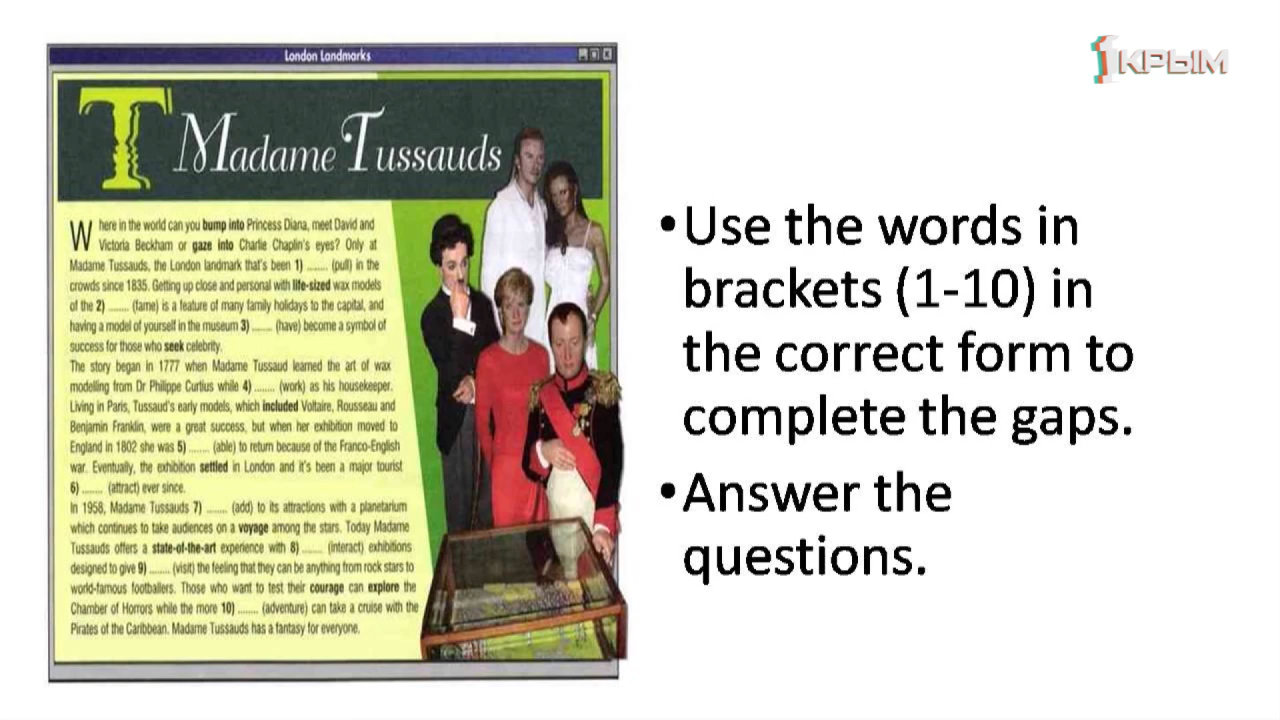 London Landmarks
1КРЫМ
T Madame Tussauds
Where in the world can you bump into Princess Diana, meet David and
Victoria Beckham or gaze into Charlie Chaplin's eyes? Only at
Madame Tussauds, the London landmark that's been 1) ........ (pull) in the
crowds since 1835. Getting up close and personal with life-sized wax models
of the 2) ........ (fame) is a feature of many family holidays to the capital, and
having a model of yourself in the museum 3) ........ (have) become a symbol of
success for those who seek celebrity.
The story began in 1777 when Madame Tussaud learned the art of wax
modelling from Dr Philippe Curtius while 4) ........ (work) as his housekeeper.
Living in Paris, Tussaud's early models, which included Voltaire, Rousseau and
Benjamin Franklin, were a great success, but when her exhibition moved to
England in 1802 she was 5) ........ (able) to return because of the Franco-English
war. Eventually, the exhibition settled in London and it's been a major tourist
6) ........ (attract) ever since.
In 1958, Madame Tussauds 7) ........ (add) to its attractions with a planetarium
which continues to take audiences on a voyage among the stars. Today Madame
Tussauds offers a state-of-the-art experience with 8) ........ (interact) exhibitions
designed to give 9) ........ (visit) the feeling that they can be anything from rock stars to
world-famous footballers. Those who want to test their courage can explore the
Chamber of Horrors while the more 10) ........ (adventure) can take a cruise with the
Pirates of the Caribbean. Madame Tussauds has a fantasy for everyone.
•Use the words in
brackets (1-10) in
the correct form to
complete the gaps.
•Answer the
questions.